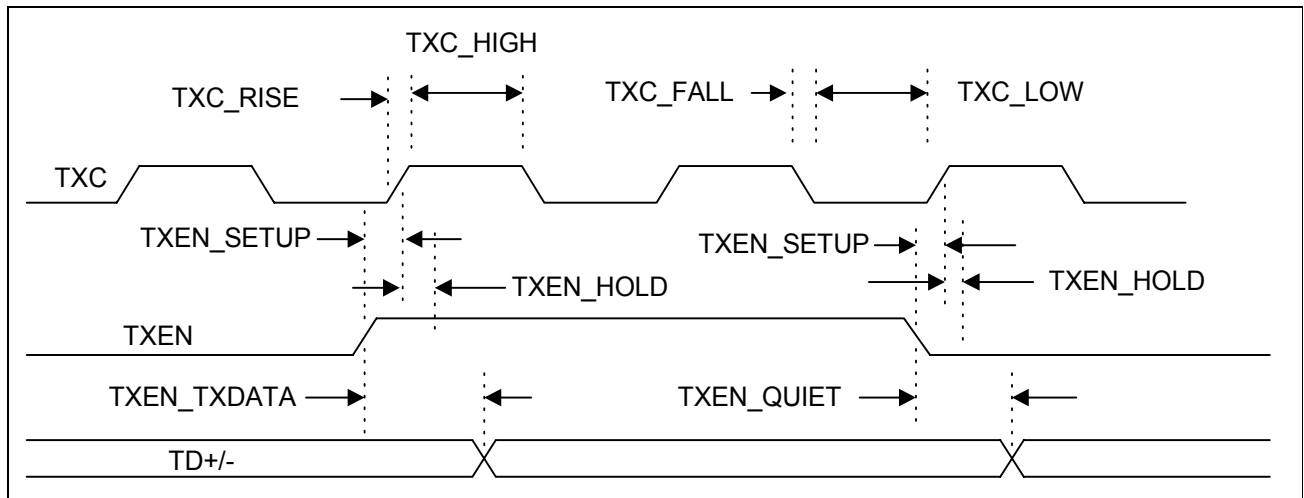 TXC_HIGH
TXC_RISE
TXC_FALL
TXC_LOW
TXC
TXEN_SETUP
TXEN_SETUP
TXEN_HOLD
TXEN_HOLD
TXEN
TXEN_TXDATA
TXEN_QUIET
TD+/-